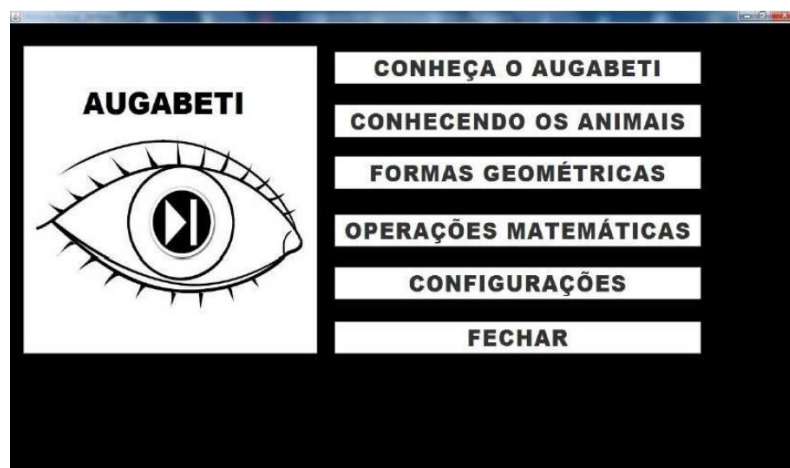 AUGABETI
CONHEÇA O AUGABETI
CONHECENDO OS ANIMAIS
FORMAS GEOMÉTRICAS
OPERAÇÕES MATEMÁTICAS
CONFIGURAÇÕES
FECHAR